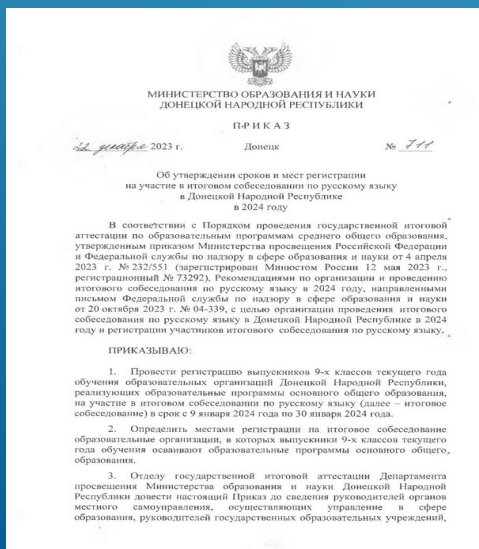 МИНИСТЕРСТВО ОБРАЗОВАНИЯ И НАУКИ
ДОНЕЦКОЙ НАРОДНОЙ РЕСПУБЛИКИ
ПРИКАЗ
22 декабря 2023 г. Донецк № 711
Об утверждении сроков и мест регистрации
на участие в итоговом собеседовании по русскому языку
в Донецкой Народной Республике
в 2024 году
В соответствии с Порядком проведения государственной итоговой
аттестации по образовательным программам среднего общего образования,
утвержденным приказом Министерства просвещения Российской Федерации
и Федеральной службы по надзору в сфере образования и науки от 4 апреля
2023 г. № 232/551 (зарегистрирован Минюстом России 12 мая 2023 г.,
регистрационный № 73292), Рекомендациями по организации и проведению
итогового собеседования по русскому языку в 2024 году, направленными
письмом Федеральной службы по надзору в сфере образования и науки
от 20 октября 2023 г. № 04-339, с целью организации проведения итогового
собеседования по русскому языку в Донецкой Народной Республике в 2024
году и регистрации участников итогового собеседования по русскому языку,
ПРИКАЗЫВАЮ:
1. Провести регистрацию выпускников 9-х классов текущего года
обучения образовательных организаций Донецкой Народной Республики,
реализующих образовательные программы основного общего образования,
на участие в итоговом собеседовании по русскому языку (далее – итоговое
собеседование) в срок с 9 января 2024 года по 30 января 2024 года.
2. Определить местами регистрации на итоговое собеседование
образовательные организации, в которых выпускники 9-х классов текущего
года обучения осваивают образовательные программы основного общего
образования.
3. Отделу государственной итоговой аттестации Департамента
просвещения Министерства образования и науки Донецкой Народной
Республики довести настоящий Приказ до сведения руководителей органов
местного самоуправления, осуществляющих управление в сфере
образования, руководителей государственных образовательных учреждений,